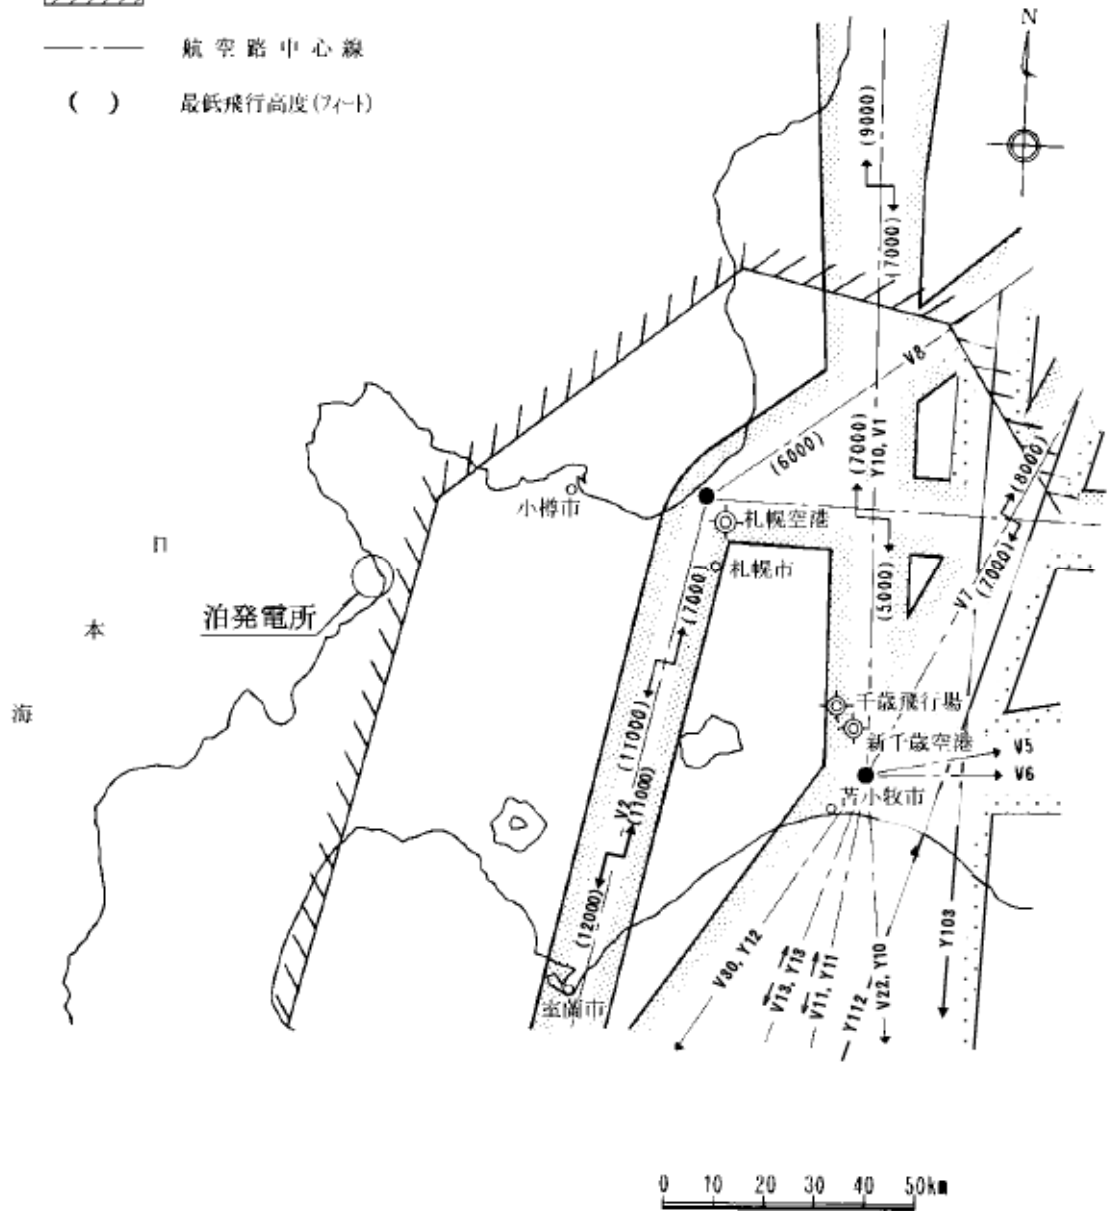 航空路中心線
( ) 最低飛行高度(フィート)
N
(9000)
(7000)
V8
(6000)
(7000)
Y10, V1
(8000)
小樽市
札幌空港
札幌市
(7000)
(5000)
V7
(7000)
日
本
海
泊発電所
千歳飛行場
新千歳空港
V5
V6
苫小牧市
(11000)
V2
(11000)
(12000)
室蘭市
V30, Y12
V13, Y13
V11, Y11
Y112
V22, Y10
Y103
0 10 20 30 40 50km